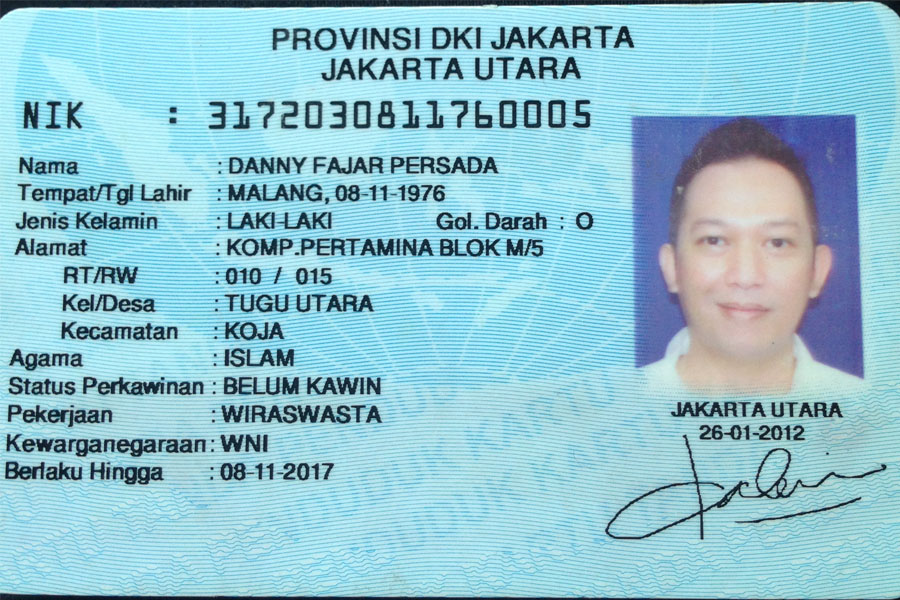 PROVINSI DKI JAKARTA
JAKARTA UTARA
NIK : 3172030811760005
Nama : DANNY FAJAR PERSADA
Tempat/Tgl Lahir : MALANG, 08-11-1976
Jenis Kelamin : LAKI-LAKI Gol. Darah : O
Alamat : KOMP.PERTAMINA BLOK M/5
RT/RW : 010 / 015
Kel/Desa : TUGU UTARA
Kecamatan : KOJA
Agama : ISLAM
Status Perkawinan : BELUM KAWIN
Pekerjaan : WIRASWASTA
Kewarganegaraan : WNI
Berlaku Hingga : 08-11-2017
JAKARTA UTARA
26-01-2012